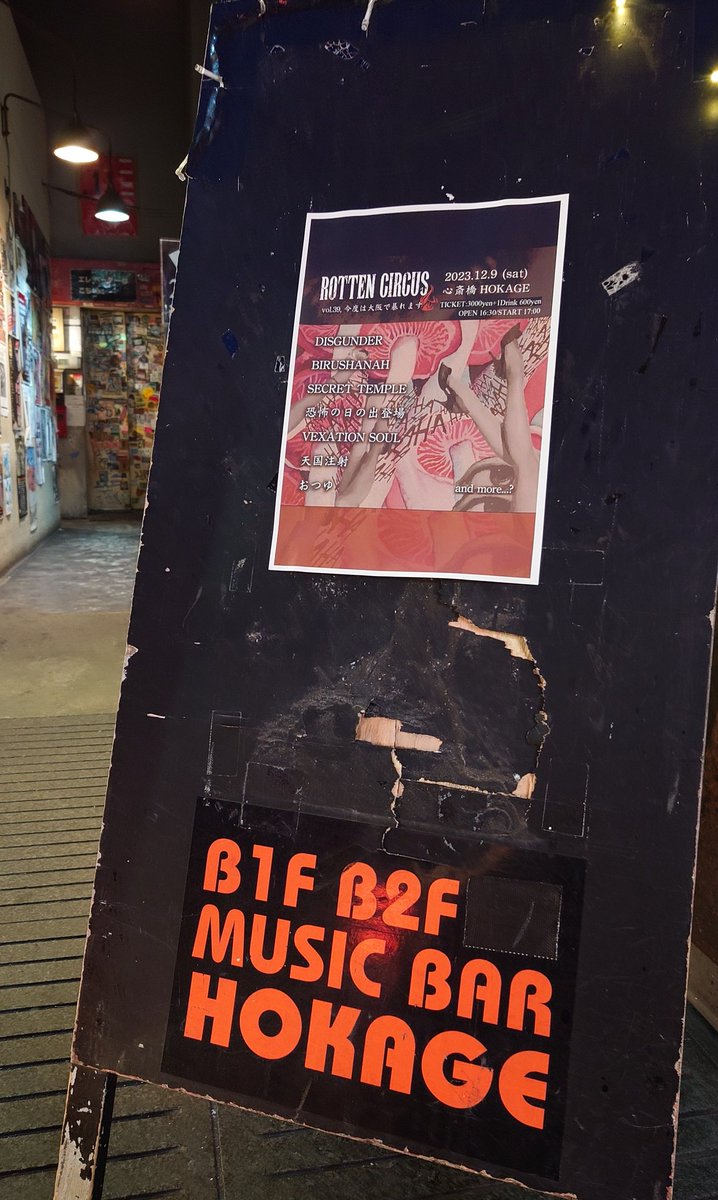 ROTTEN CIRCUS
vol.39, 今度は大阪で暴れます
2023.12.9 (sat)
心斎橋 HOKAGE
TICKET:3000yen+1Drink 600yen
OPEN 16:30/START 17:00
DISGUNDER
BIRUSHANAH
SECRET TEMPLE
恐怖の日の出登場
VEXATION SOUL
天国注射
おつゆ
and more...?
B1F B2F
MUSIC BAR
HOKAGE